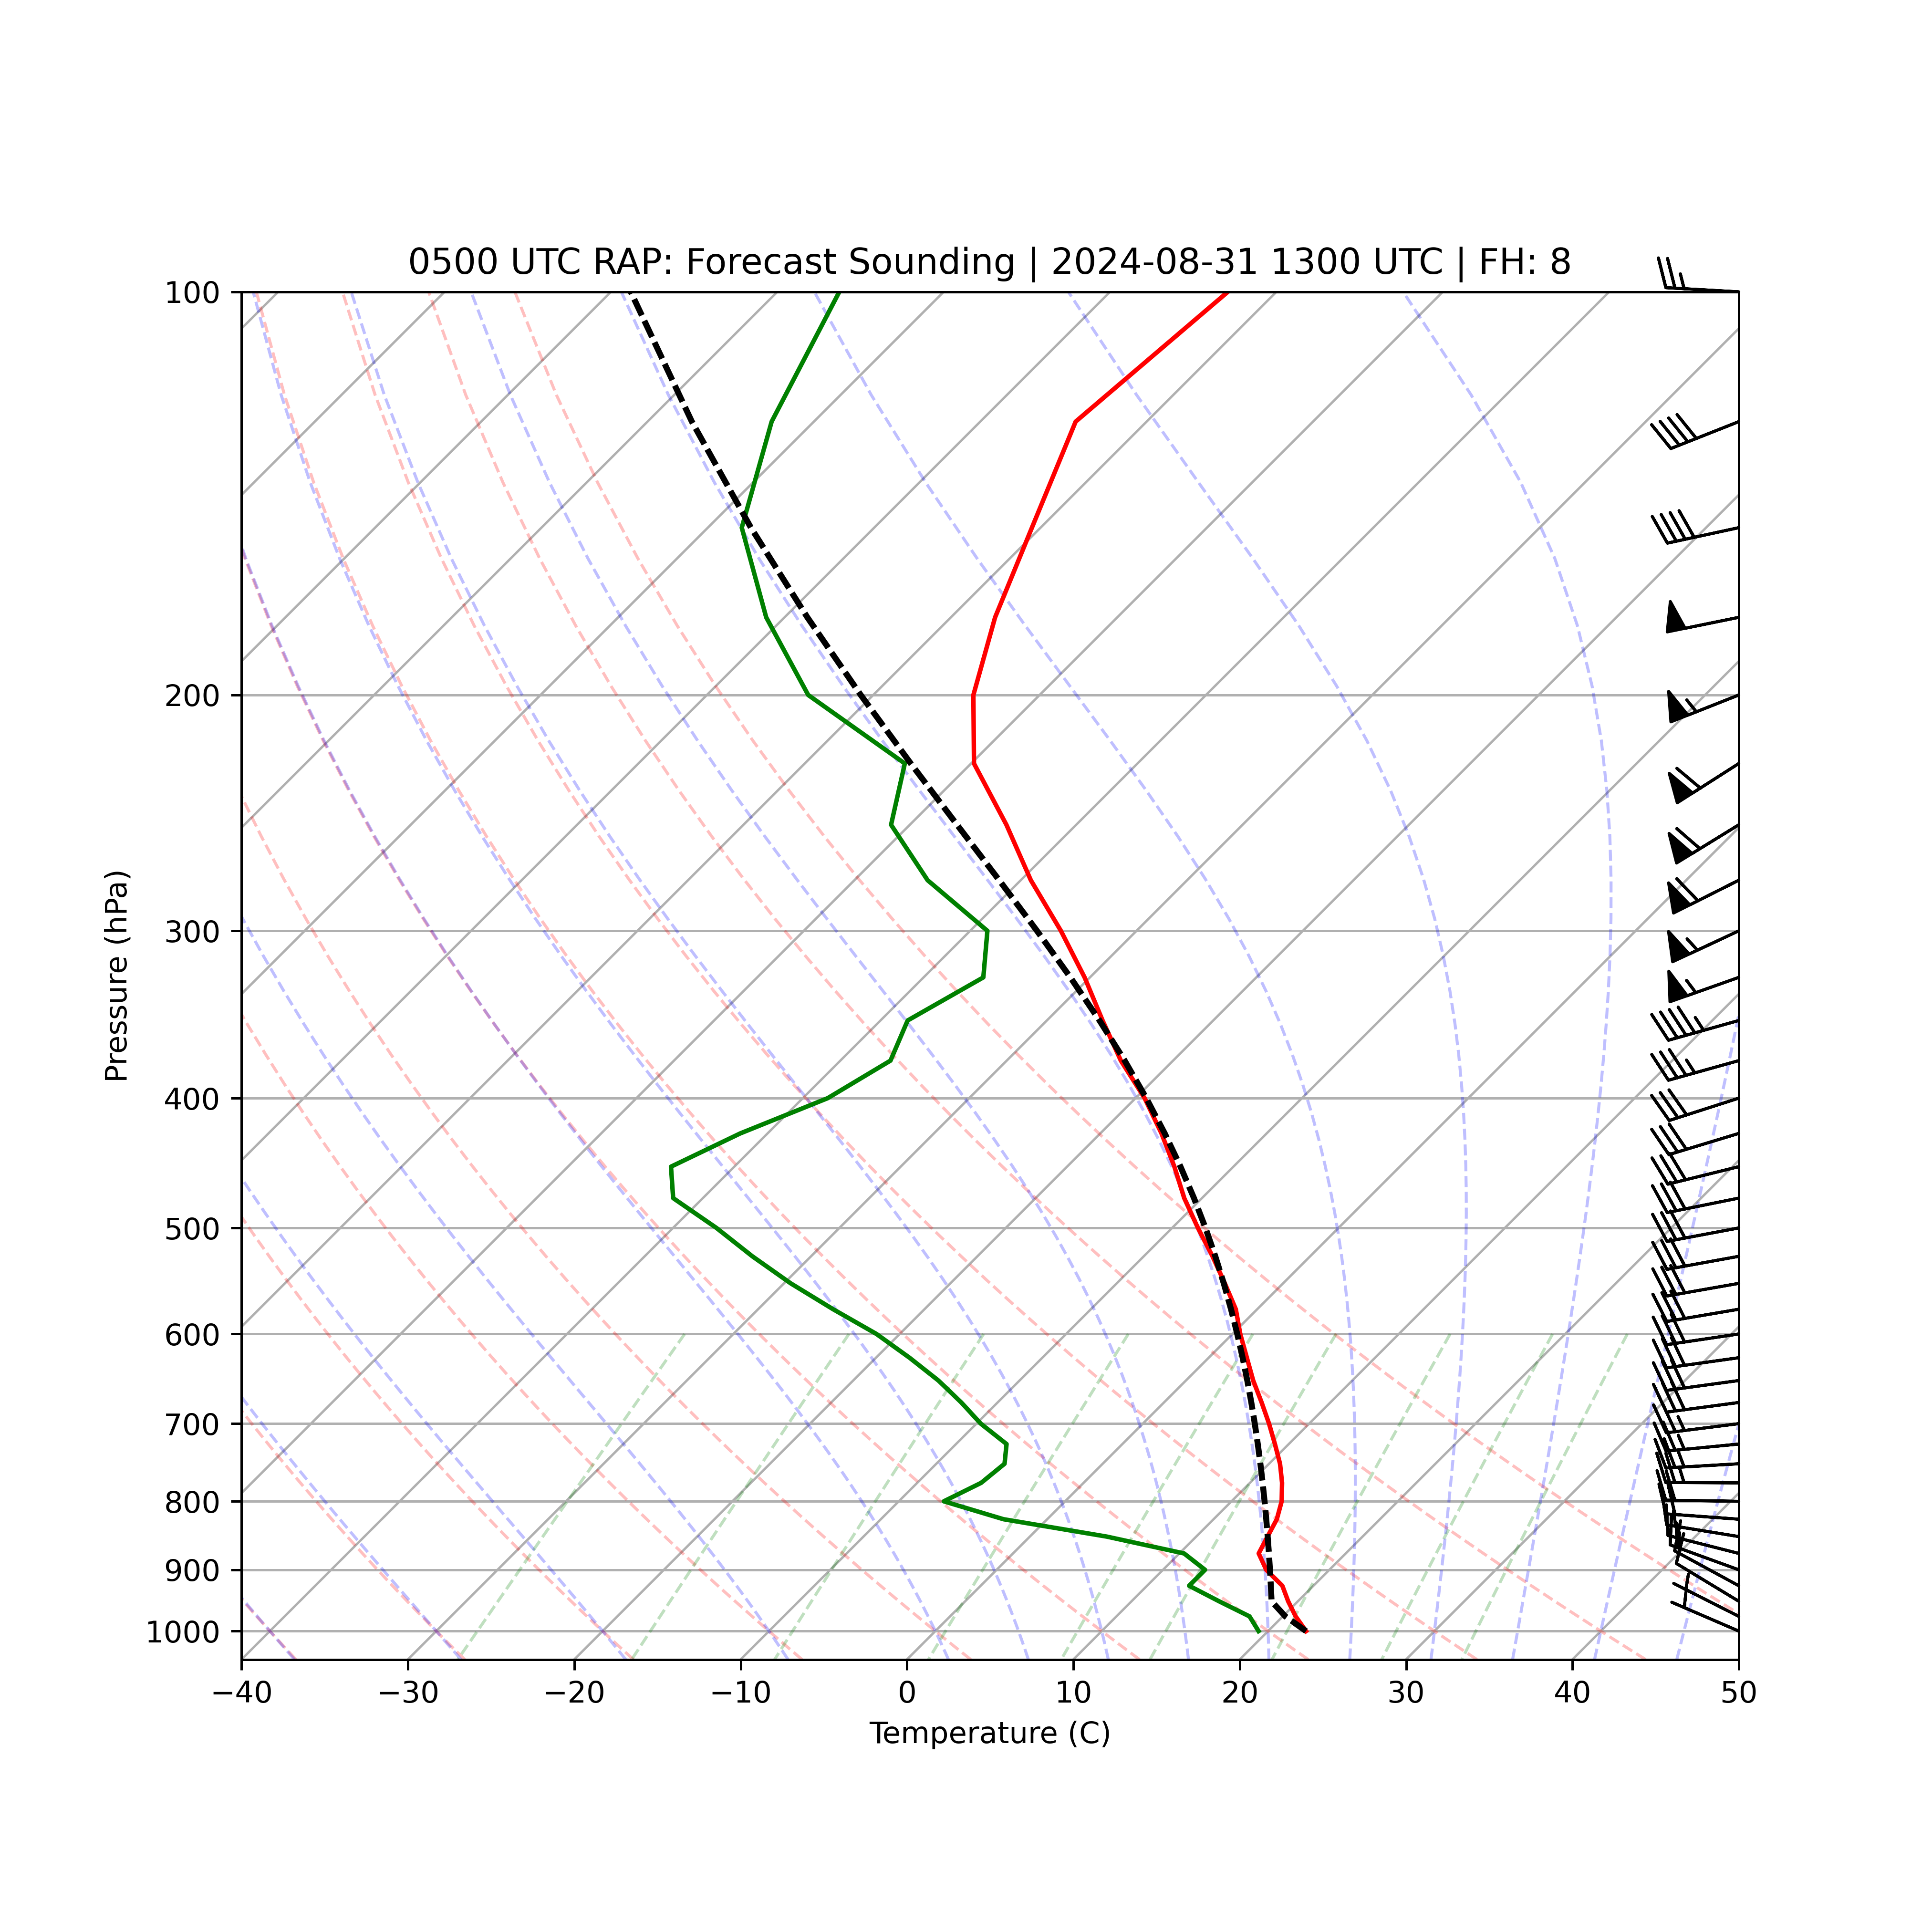 0500 UTC RAP: Forecast Sounding | 2024-08-31 1300 UTC | FH: 8
100
200
300
400
500
600
700
800
900
1000
Pressure (hPa)
−40 −30 −20 −10 0 10 20 30 40 50
Temperature (C)